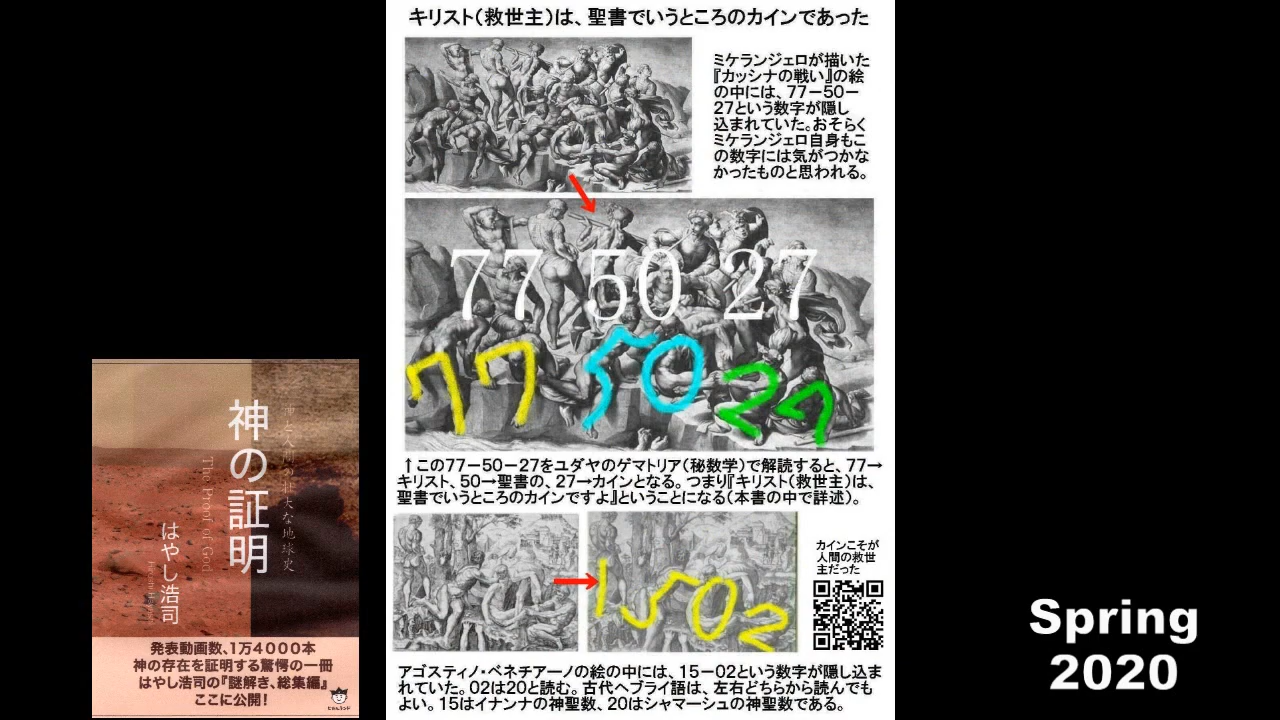 キリスト（救世主）は、聖書でいうところのカインであった
ミケランジェロが描いた
『カッシナの戦い』の絵
の中には、77－50－
27という数字が隠し
込まれていた。おそらく
ミケランジェロ自身もこ
の数字には気がつかな
かったものと思われる。
77 50 27
77 50 27
↑この77－50－27をユダヤのゲマトリア（秘数学）で解読すると、77→
キリスト、50→聖書の、27→カインとなる。つまり『キリスト（救世主）は、
聖書でいうところのカインですよ』ということになる（本書の中で詳述）。
1502
カインこそが
人間の救世
主だった
アゴスティノ・ベネチアーノの絵の中には、15－02という数字が隠し込ま
れていた。02は20と読む。古代ヘブライ語は、左右どちらから読んでも
よい。15はイナンナの神聖数、20はシャマーシュの神聖数である。
神と人間の壮大な地球史
神の証明
The Proof of God
はやし浩司
発表動画数、1万4000本
神の存在を証明する驚愕の一冊
はやし浩司の『謎解き、総集編』
ここに公開！
ヒカルランド
Spring
2020